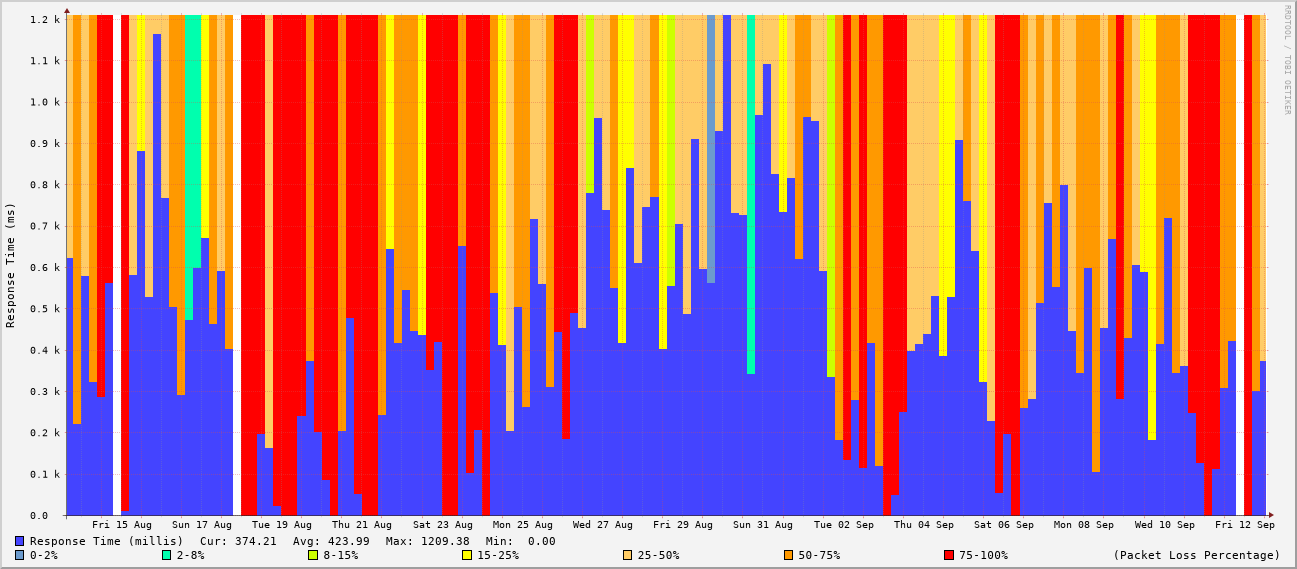 1.2 k
1.1 k
1.0 k
0.9 k
0.8 k
0.7 k
0.6 k
0.5 k
0.4 k
0.3 k
0.2 k
0.1 k
0.0
Response Time (ms)
RRDTOOL / TOBI OETIKER
Fri 15 Aug Sun 17 Aug Tue 19 Aug Thu 21 Aug Sat 23 Aug Mon 25 Aug Wed 27 Aug Fri 29 Aug Sun 31 Aug Tue 02 Sep Thu 04 Sep Sat 06 Sep Mon 08 Sep Wed 10 Sep Fri 12 Sep
Response Time (millis) Cur: 374.21 Avg: 423.99 Max: 1209.38 Min: 0.00
0-2% 2-8% 8-15% 15-25% 25-50% 50-75% 75-100% (Packet Loss Percentage)